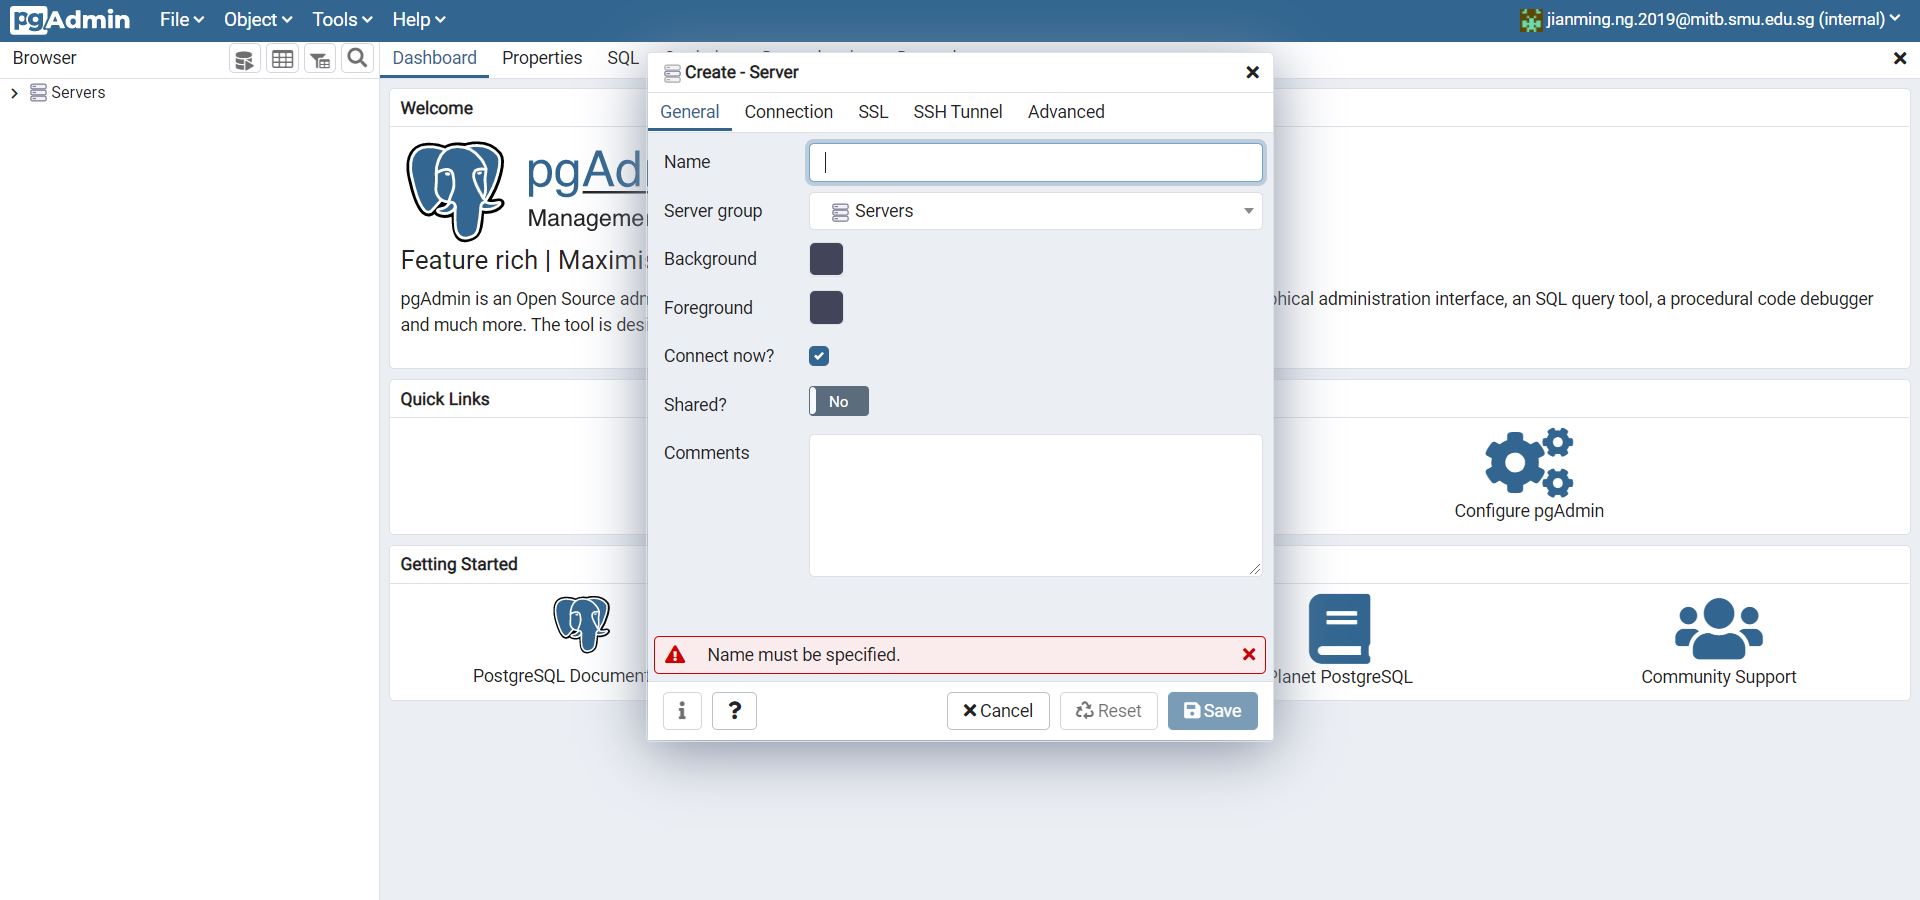 pgAdmin File Object Tools Help jianming.ng.2019@mitb.smu.edu.sg (internal)
Browser
Dashboard Properties SQL
Servers
Welcome
pgAd
Manageme
Feature rich | Maximi
pgAdmin is an Open Source adm
hical administration interface, an SQL query tool, a procedural code debugger
and much more. The tool is desi
Quick Links
Configure pgAdmin
Getting Started
PostgreSQL Document
Planet PostgreSQL
Community Support
Create - Server
General Connection SSL SSH Tunnel Advanced
Name
Server group Servers
Background
Foreground
Connect now?
Shared? No
Comments
Name must be specified.
i ? Cancel Reset Save